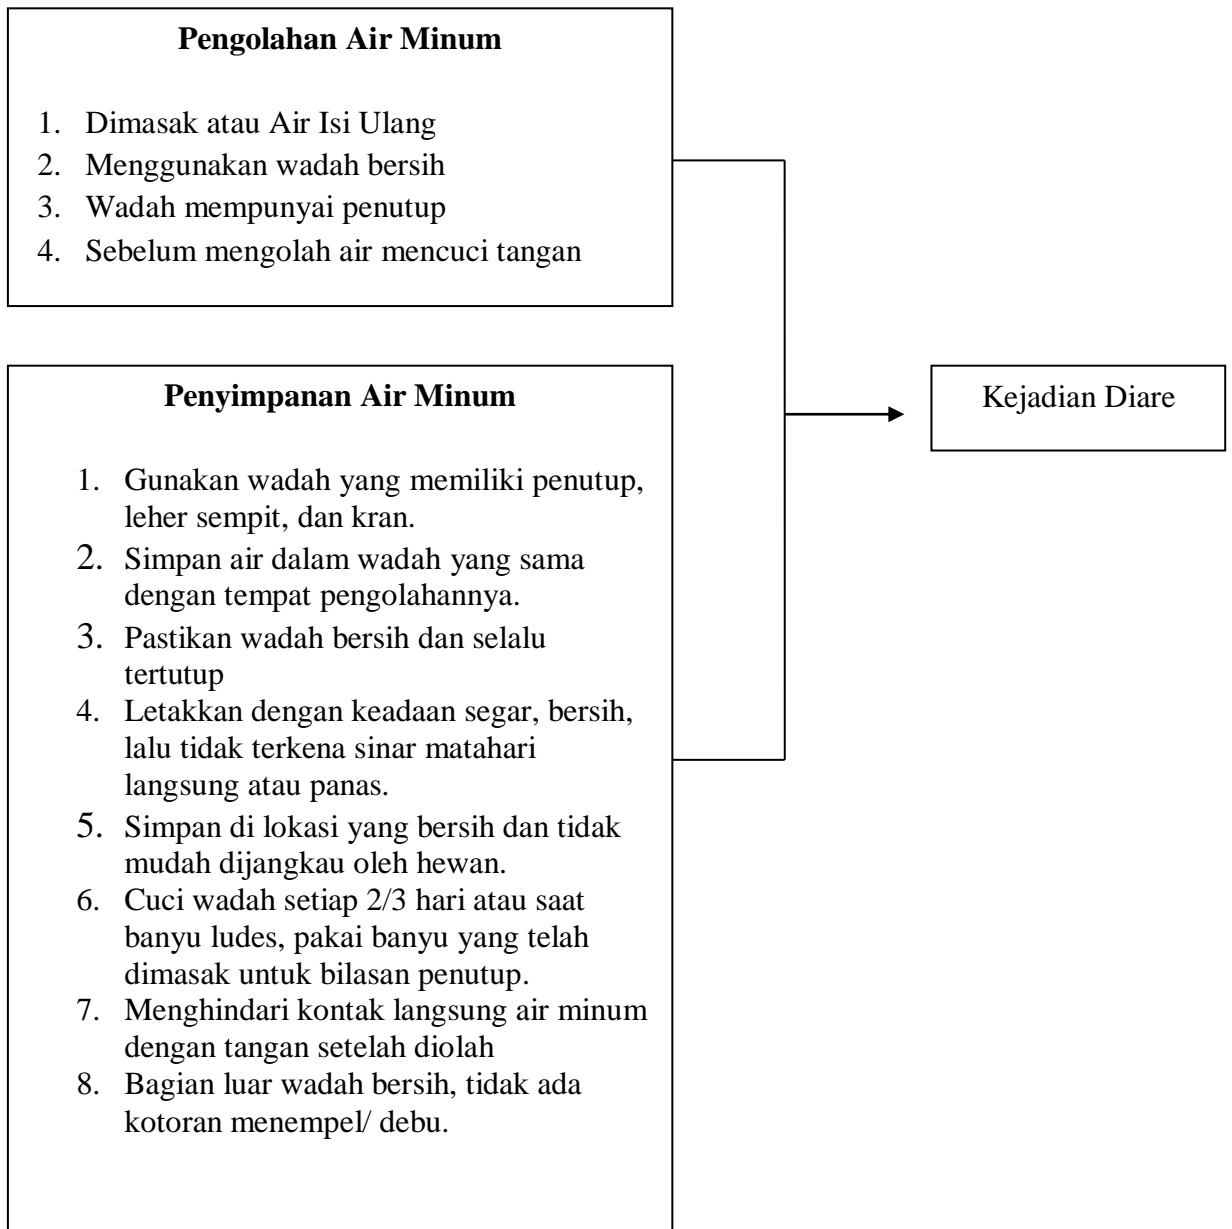 Pengolahan Air Minum
1. Dimasak atau Air Isi Ulang
2. Menggunakan wadah bersih
3. Wadah mempunyai penutup
4. Sebelum mengolah air mencuci tangan
Penyimpanan Air Minum
1. Gunakan wadah yang memiliki penutup,
leher sempit, dan kran.
2. Simpan air dalam wadah yang sama
dengan tempat pengolahannya.
3. Pastikan wadah bersih dan selalu
tertutup
4. Letakkan dengan keadaan segar, bersih,
lalu tidak terkena sinar matahari
langsung atau panas.
5. Simpan di lokasi yang bersih dan tidak
mudah dijangkau oleh hewan.
6. Cuci wadah setiap 2/3 hari atau saat
banyu ludes, pakai banyu yang telah
dimasak untuk bilasan penutup.
7. Menghindari kontak langsung air minum
dengan tangan setelah diolah
8. Bagian luar wadah bersih, tidak ada
kotoran menempel/ debu.
Kejadian Diare